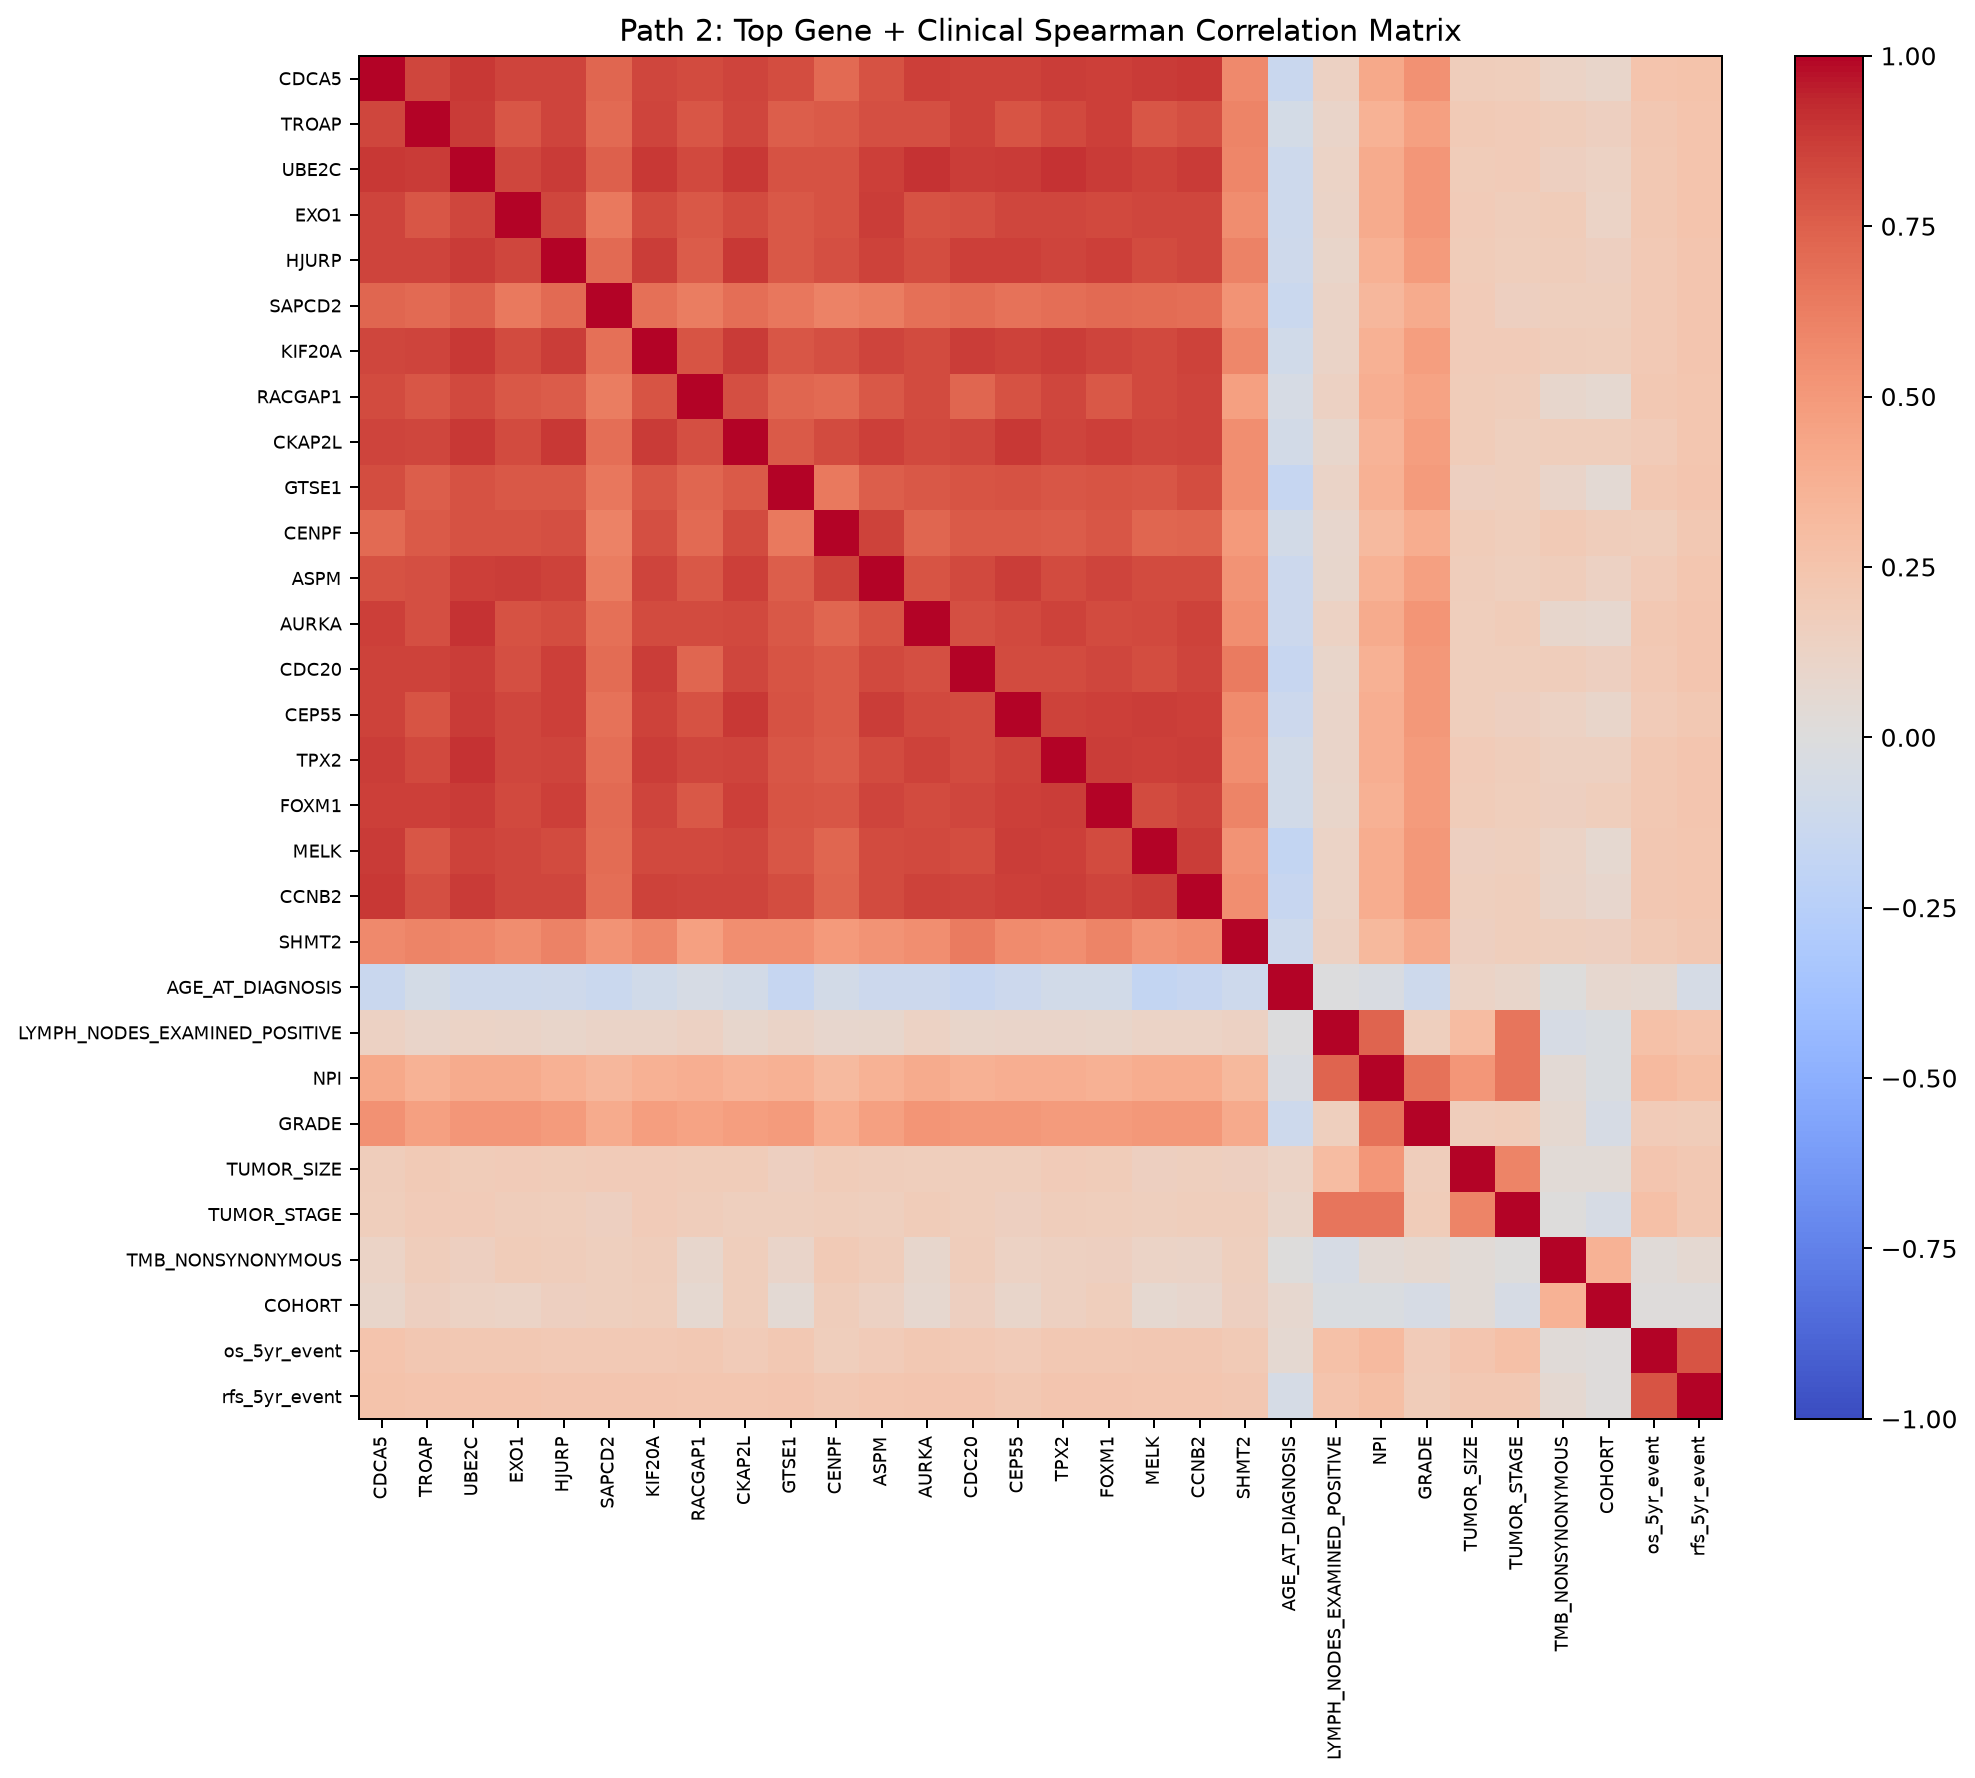 Path 2: Top Gene + Clinical Spearman Correlation Matrix
CDCA5
TROAP
UBE2C
EXO1
HJURP
SAPCD2
KIF20A
RACGAP1
CKAP2L
GTSE1
CENPF
ASPM
AURKA
CDC20
CEP55
TPX2
FOXM1
MELK
CCNB2
SHMT2
AGE_AT_DIAGNOSIS
LYMPH_NODES_EXAMINED_POSITIVE
NPI
GRADE
TUMOR_SIZE
TUMOR_STAGE
TMB_NONSYNONYMOUS
COHORT
os_5yr_event
rfs_5yr_event
CDCA5
TROAP
UBE2C
EXO1
HJURP
SAPCD2
KIF20A
RACGAP1
CKAP2L
GTSE1
CENPF
ASPM
AURKA
CDC20
CEP55
TPX2
FOXM1
MELK
CCNB2
SHMT2
AGE_AT_DIAGNOSIS
LYMPH_NODES_EXAMINED_POSITIVE
NPI
GRADE
TUMOR_SIZE
TUMOR_STAGE
TMB_NONSYNONYMOUS
COHORT
os_5yr_event
rfs_5yr_event
1.00
0.75
0.50
0.25
0.00
−0.25
−0.50
−0.75
−1.00